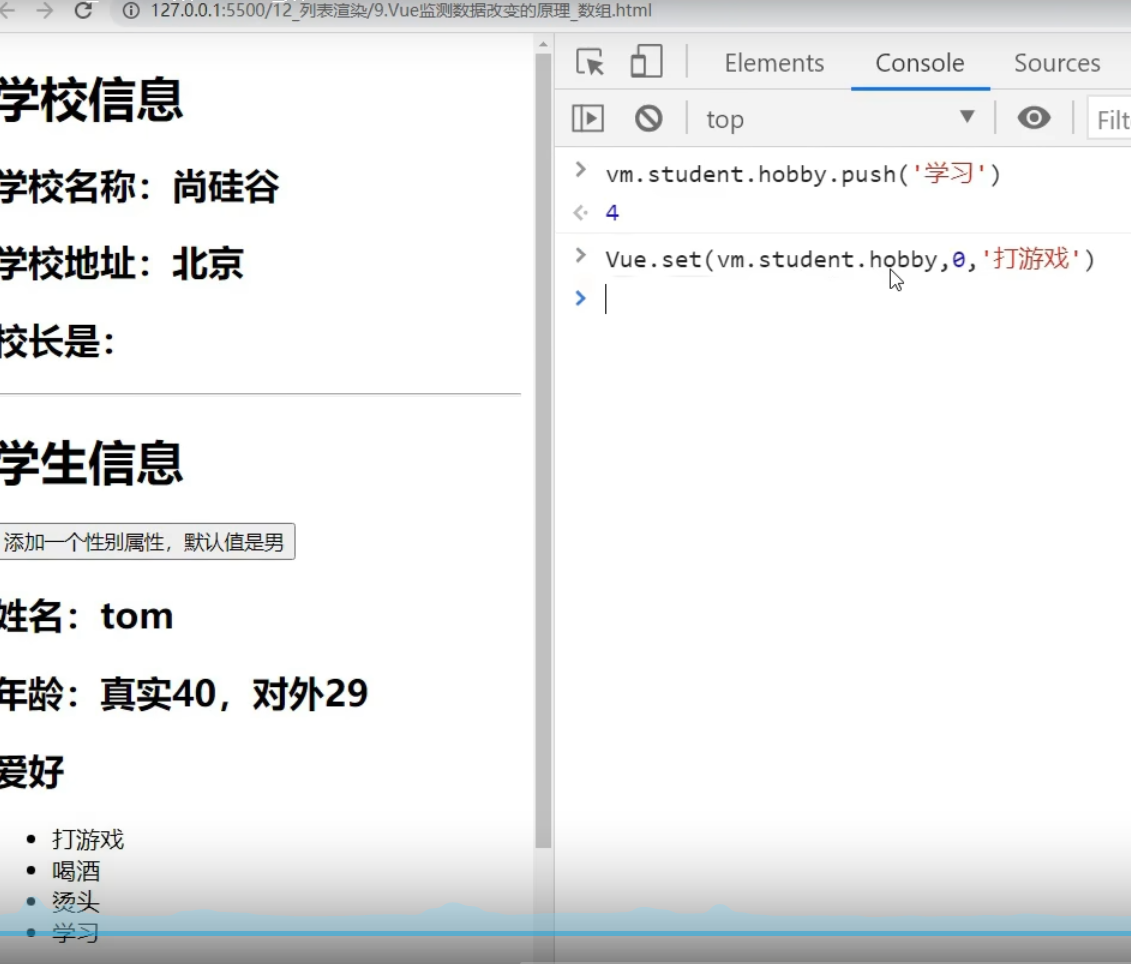 127.0.0.1:5500/12_列表渲染/9.Vue监测数据改变的原理_数组.html
学校信息
学校名称：尚硅谷
学校地址：北京
校长是：
学生信息
添加一个性别属性，默认值是男
姓名：tom
年龄：真实40，对外29
爱好
打游戏
喝酒
烫头
学习
Elements Console Sources
top Filt
vm.student.hobby.push('学习')
4
Vue.set(vm.student.hobby,0,'打游戏')